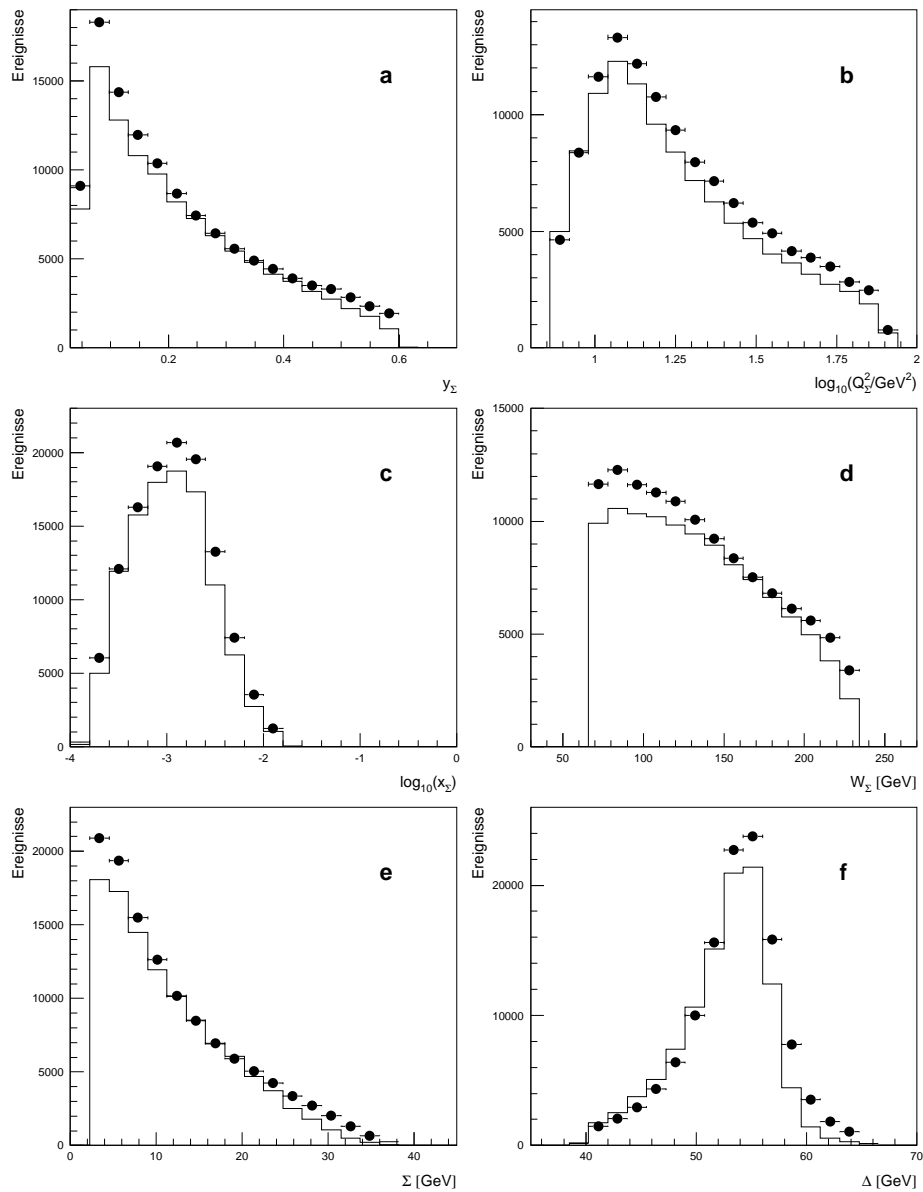 Ereignisse
a
15000
10000
5000
0
0.2
0.4
0.6
y_Σ
Ereignisse
b
10000
5000
0
1
1.25
1.5
1.75
2
log₁₀(Q²_Σ/GeV²)
Ereignisse
c
20000
15000
10000
5000
0
-4
-3
-2
-1
0
log₁₀(x_Σ)
Ereignisse
d
15000
10000
5000
0
50
100
150
200
250
W_Σ [GeV]
Ereignisse
e
20000
15000
10000
5000
0
0
10
20
30
40
Σ [GeV]
Ereignisse
f
20000
10000
0
40
50
60
70
Δ [GeV]